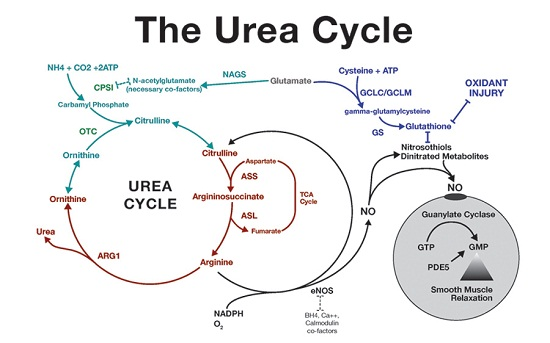 The Urea Cycle
NH4 + CO2 +2ATP
CPSI
N-acetylglutamate
(necessary co-factors)
NAGS
Glutamate
Cysteine + ATP
GCLC/GCLM
OXIDANT
INJURY
Carbamyl Phosphate
gamma-glutamylcysteine
OTC
Citrulline
GS
Glutathione
Nitrosothiols
Dinitrated Metabolites
Ornithine
Citrulline
Aspartate
ASS
UREA
CYCLE
Ornithine
Argininosuccinate
TCA
Cycle
NO
NO
ASL
Fumarate
Guanylate Cyclase
Urea
GTP
GMP
ARG1
Arginine
PDE5
Smooth Muscle
Relaxation
eNOS
NADPH
O2
BH4, Ca++,
Calmodulin
co-factors